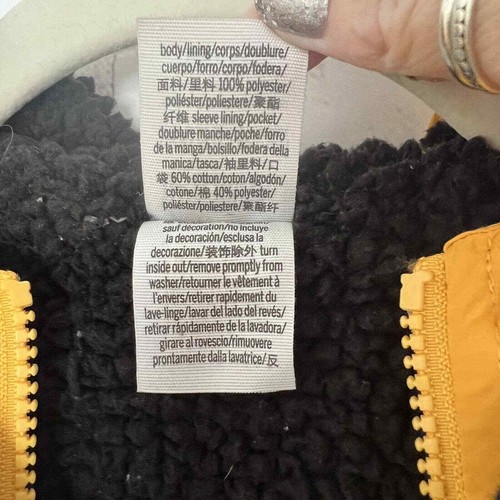 body/lining/corps/doublure/
cuerpo/forro/corpo/fodera/
面料/里料 100% polyester/
poliéster/poliestere/聚酯
纤维 sleeve lining/pocket/
doublure manche/poche/forro
de la manga/bolsillo/fodera della
manica/tasca/袖里料/口
袋 60% cotton/coton/algodón/
cotone/棉 40% polyester/
poliéster/poliestere/聚酯纤
sauf décoration/no incluye
la decoración/esclusa la
decorazione/装饰除外 turn
inside out/remove promptly from
washer/retourner le vêtement à
l'envers/retirer rapidement du
lave-linge/lavar del lado del revés/
retirar rápidamente de la lavadora/
girare al rovescio/rimuovere
prontamente dalla lavatrice/反